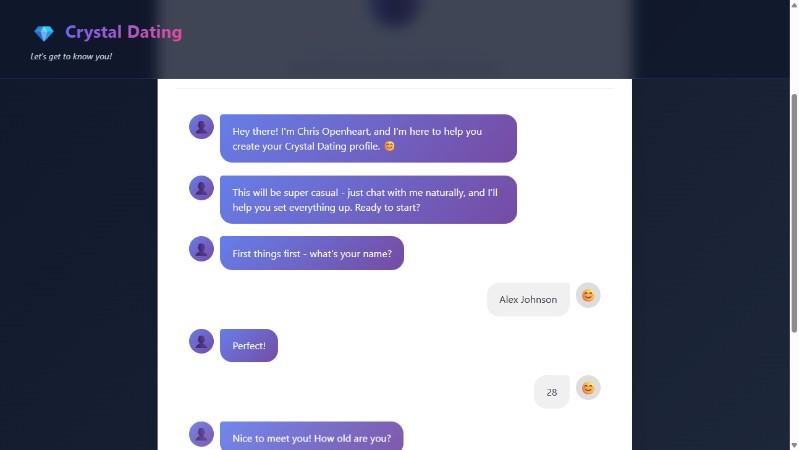 Crystal Dating
Let's get to know you!
Hey there! I'm Chris Openheart, and I'm here to help you
create your Crystal Dating profile. 😊
This will be super casual - just chat with me naturally, and I'll
help you set everything up. Ready to start?
First things first - what's your name?
Alex Johnson
Perfect!
28
Nice to meet you! How old are you?